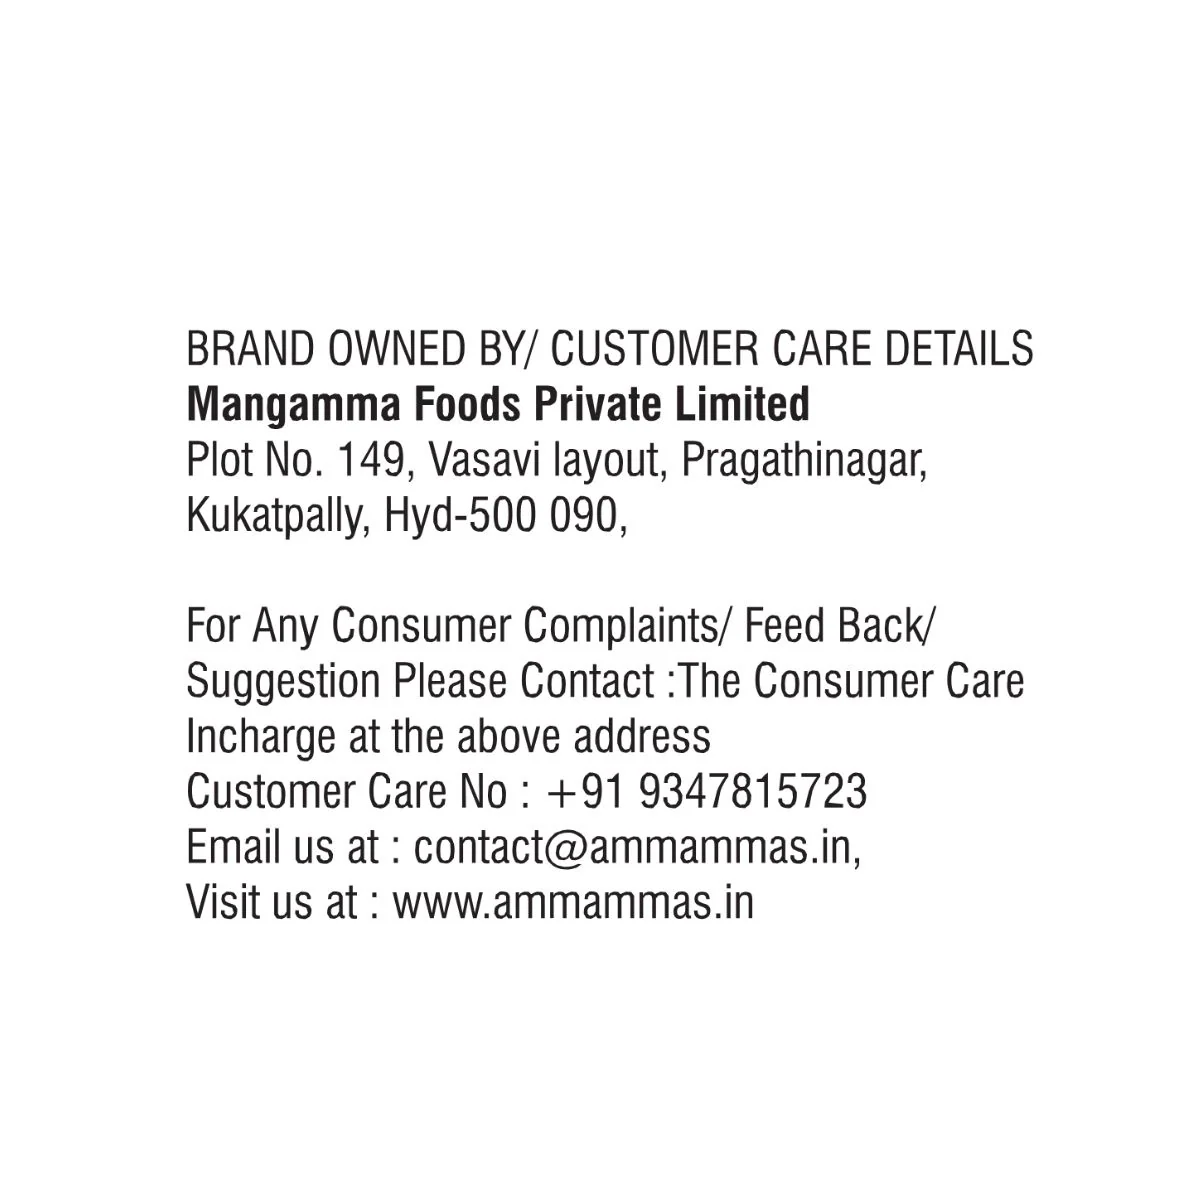 BRAND OWNED BY/ CUSTOMER CARE DETAILS
Mangamma Foods Private Limited
Plot No. 149, Vasavi layout, Pragathinagar,
Kukatpally, Hyd-500 090,
For Any Consumer Complaints/ Feed Back/
Suggestion Please Contact :The Consumer Care
Incharge at the above address
Customer Care No : +91 9347815723
Email us at : contact@ammammas.in,
Visit us at : www.ammammas.in